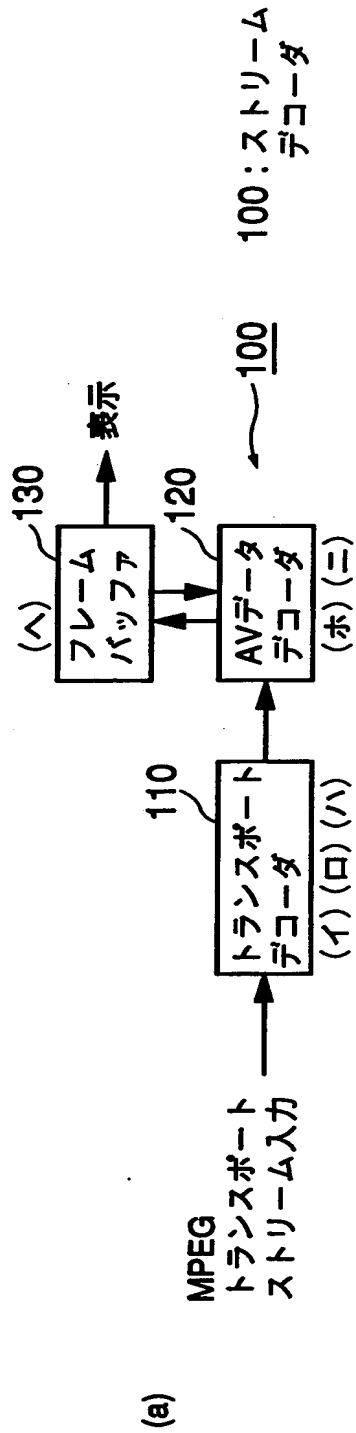 (a)
MPEG
トランスポート
ストリーム入力
110
トランスポート
デコーダ
(イ) (ロ) (ハ)
120
AVデータ
デコーダ
(ホ) (ニ)
(ヘ)
130
フレーム
バッファ
表示
100
100：ストリーム
デコーダ